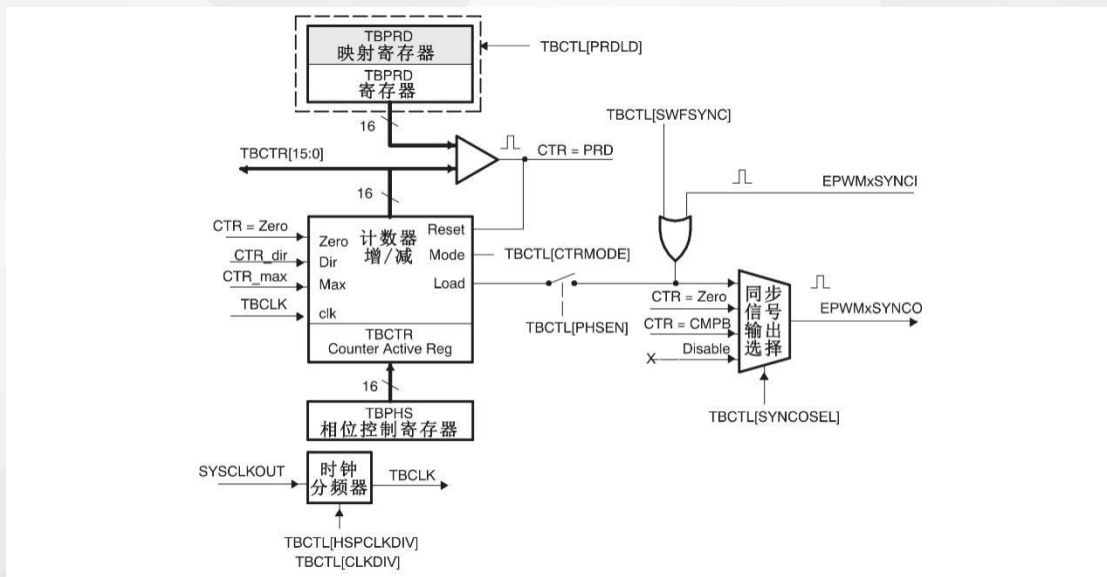 TBPRD
映射寄存器
TBPRD
寄存器
TBCTL[PRDLD]
16
TBCTR[15:0]
CTR = PRD
TBCTL[SWFSYNC]
EPWMxSYNCI
16
CTR = Zero
CTR_dir
CTR_max
TBCLK
Zero
Dir
Max
clk
计数器
增/减
Reset
Mode
Load
TBCTL[CTRMODE]
TBCTR
Counter Active Reg
TBCTL[PHSEN]
CTR = Zero
CTR = CMPB
Disable
X
同步
信号
输出
选择
EPWMxSYNCO
TBCTL[SYNCOSEL]
16
TBPHS
相位控制寄存器
SYSCLKOUT
时钟
分频器
TBCLK
TBCTL[HSPCLKDIV]
TBCTL[CLKDIV]